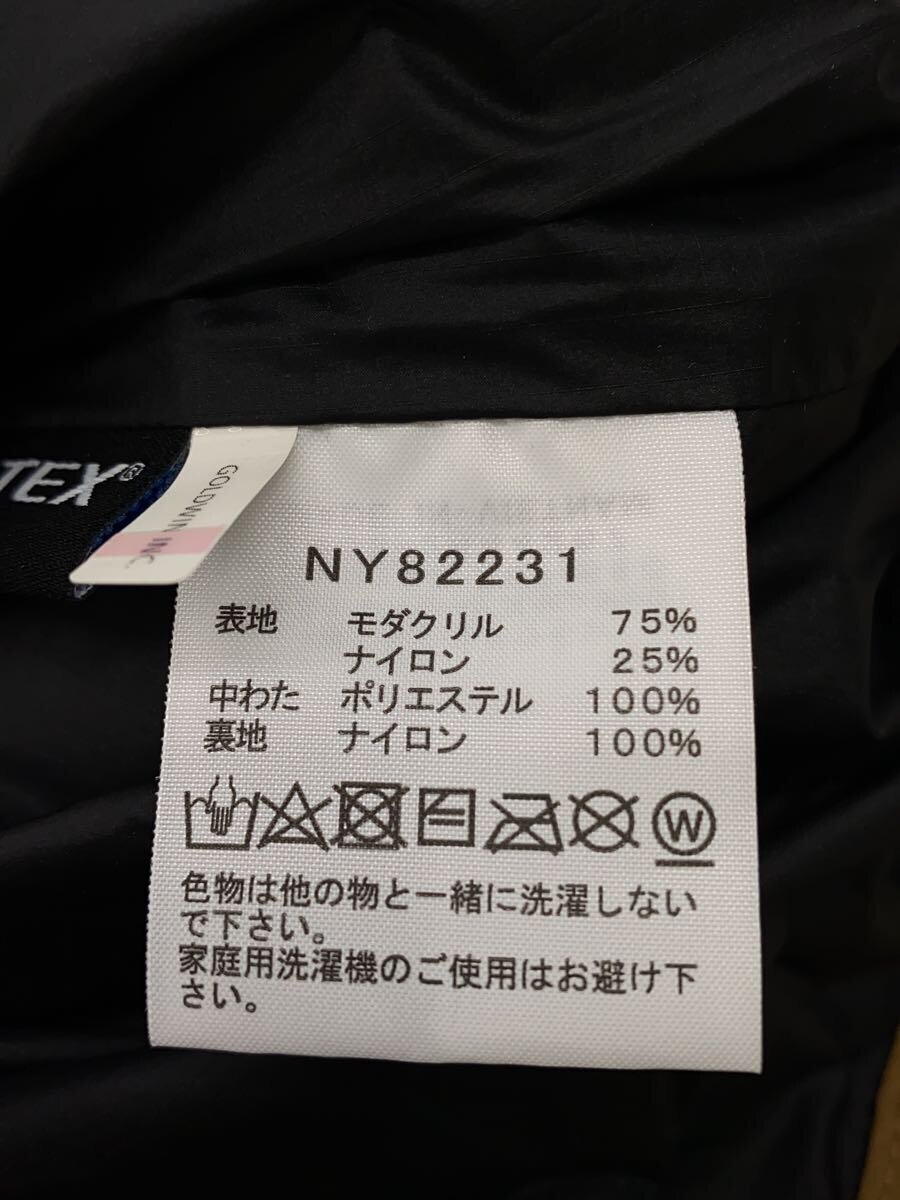 TEX®
GOLDWIN INC.
NY82231
表地 モダクリル 75%
ナイロン 25%
中わた ポリエステル 100%
裏地 ナイロン 100%
W
色物は他の物と一緒に洗濯しない
で下さい。
家庭用洗濯機のご使用はお避け下
さい。